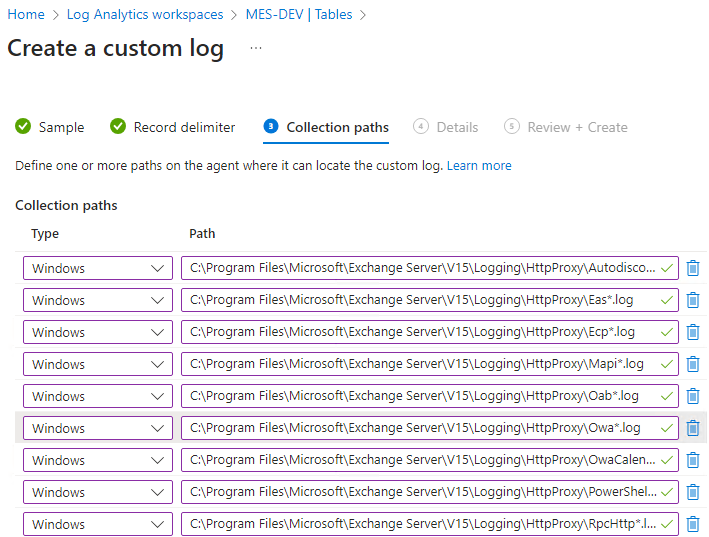 Home > Log Analytics workspaces > MES-DEV | Tables >
Create a custom log ...
Sample Record delimiter 3 Collection paths 4 Details 5 Review + Create
Define one or more paths on the agent where it can locate the custom log. Learn more
Collection paths
Type Path
Windows C:\Program Files\Microsoft\Exchange Server\V15\Logging\HttpProxy\Autodisco...
Windows C:\Program Files\Microsoft\Exchange Server\V15\Logging\HttpProxy\Eas*.log
Windows C:\Program Files\Microsoft\Exchange Server\V15\Logging\HttpProxy\Ecp*.log
Windows C:\Program Files\Microsoft\Exchange Server\V15\Logging\HttpProxy\Mapi*.log
Windows C:\Program Files\Microsoft\Exchange Server\V15\Logging\HttpProxy\Oab*.log
Windows C:\Program Files\Microsoft\Exchange Server\V15\Logging\HttpProxy\Owa*.log
Windows C:\Program Files\Microsoft\Exchange Server\V15\Logging\HttpProxy\OwaCalen...
Windows C:\Program Files\Microsoft\Exchange Server\V15\Logging\HttpProxy\PowerShel...
Windows C:\Program Files\Microsoft\Exchange Server\V15\Logging\HttpProxy\RpcHttp*.l...